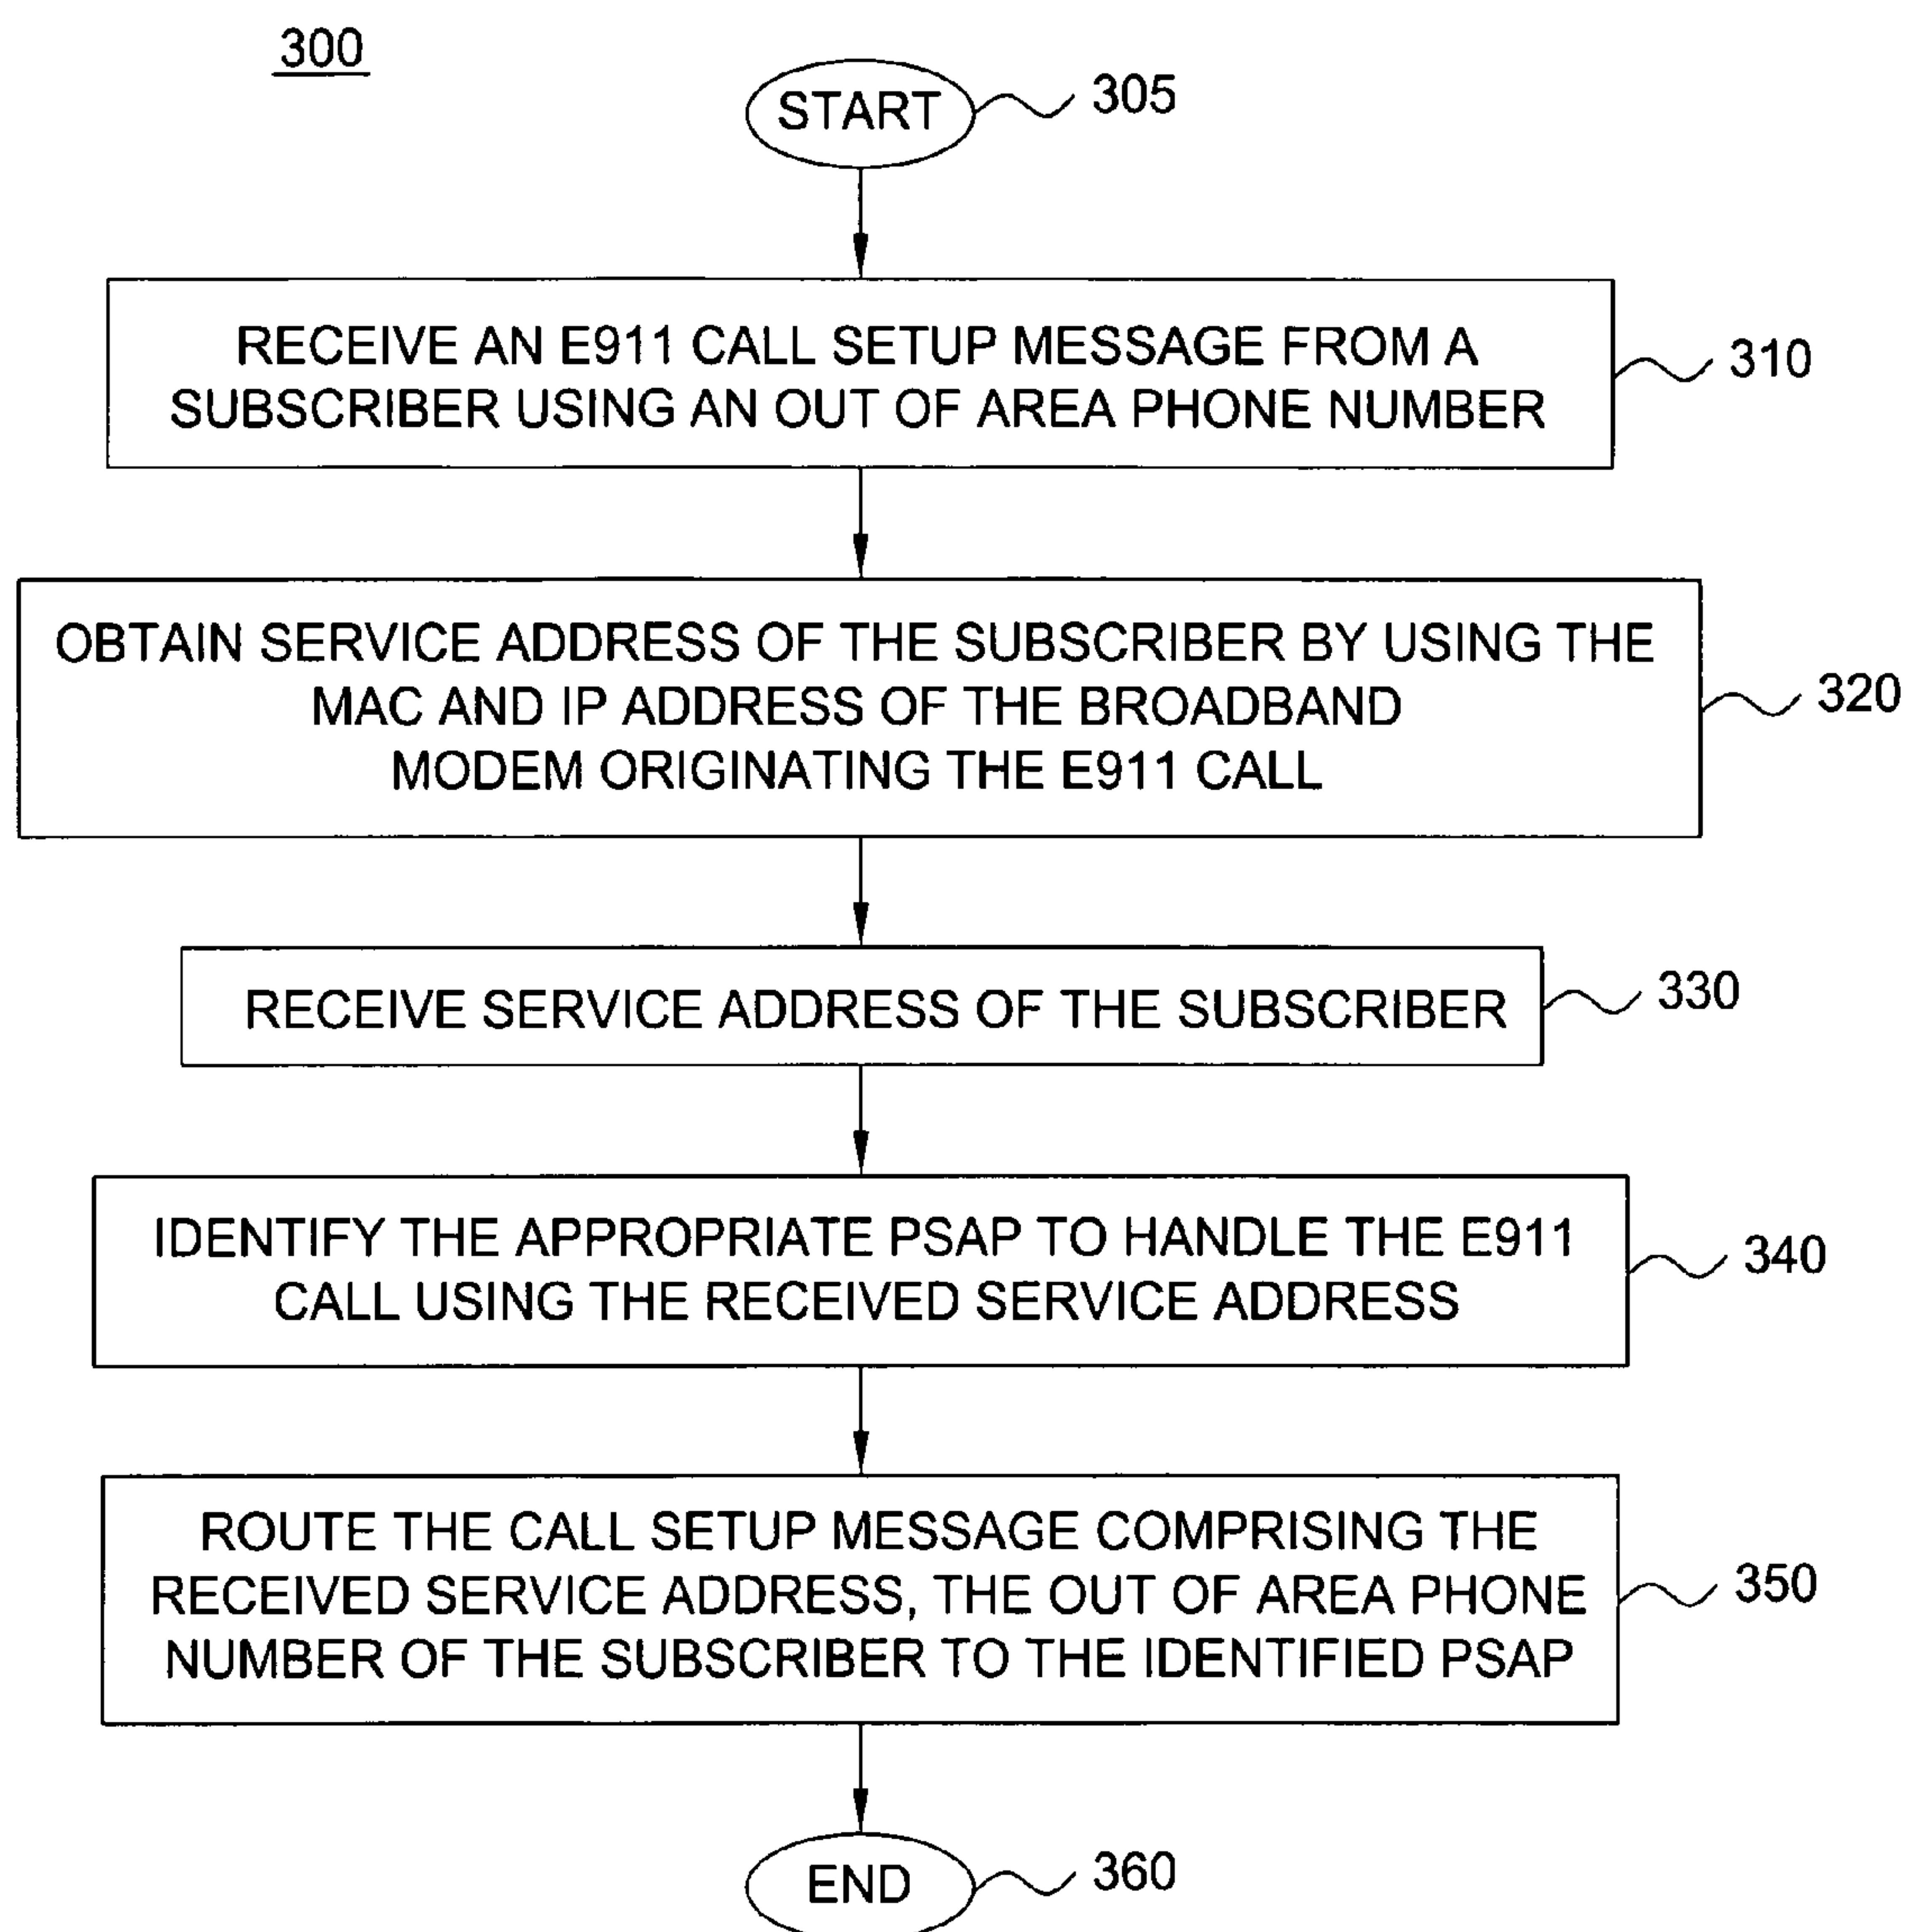 300
START
305
RECEIVE AN E911 CALL SETUP MESSAGE FROM A
SUBSCRIBER USING AN OUT OF AREA PHONE NUMBER
310
OBTAIN SERVICE ADDRESS OF THE SUBSCRIBER BY USING THE
MAC AND IP ADDRESS OF THE BROADBAND
MODEM ORIGINATING THE E911 CALL
320
RECEIVE SERVICE ADDRESS OF THE SUBSCRIBER
330
IDENTIFY THE APPROPRIATE PSAP TO HANDLE THE E911
CALL USING THE RECEIVED SERVICE ADDRESS
340
ROUTE THE CALL SETUP MESSAGE COMPRISING THE
RECEIVED SERVICE ADDRESS, THE OUT OF AREA PHONE
NUMBER OF THE SUBSCRIBER TO THE IDENTIFIED PSAP
350
END
360